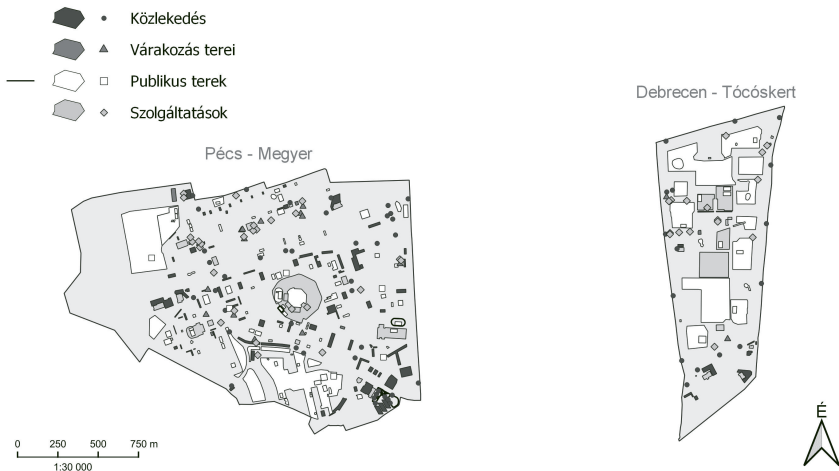 Közlekedés
Várakozás terei
Publikus terek
Szolgáltatások
Debrecen - Tócóskert
Pécs - Megyer
É
0 250 500 750 m
1:30 000